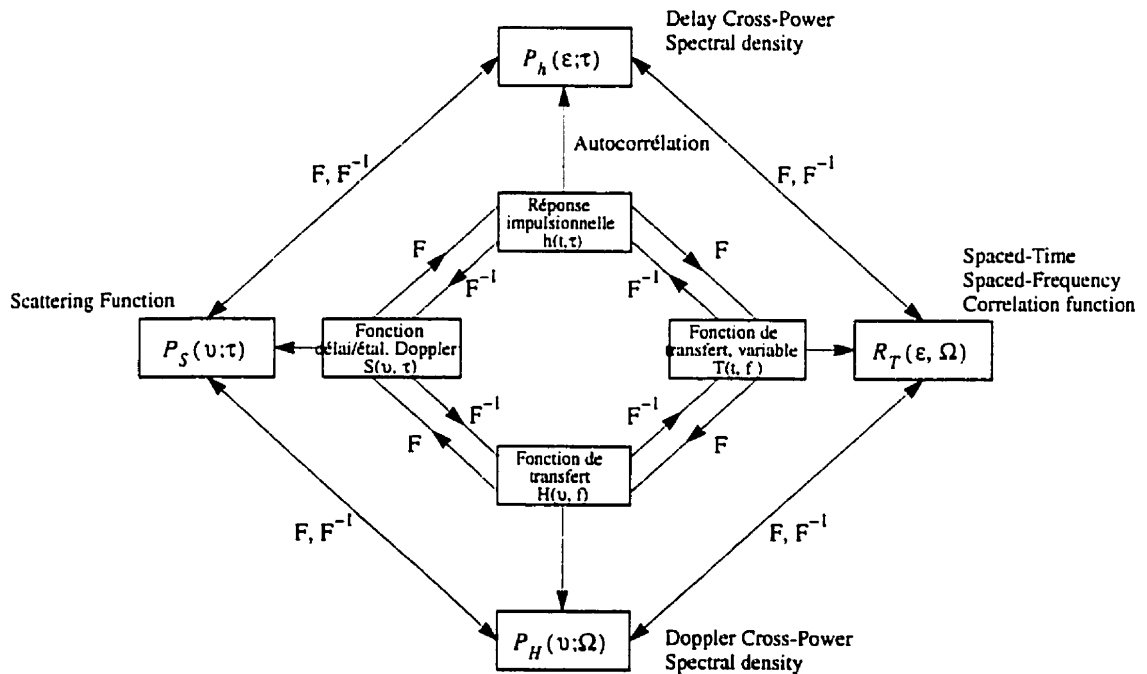 Delay Cross-Power
Spectral density
P_h(ε;τ)
Autocorrélation
F, F⁻¹
F, F⁻¹
Réponse
impulsionnelle
h(t,τ)
F
F
F⁻¹
F⁻¹
Spaced-Time
Spaced-Frequency
Correlation function
Scattering Function
P_S(υ;τ)
Fonction
délai/étal. Doppler
S(υ, τ)
Fonction de
transfert, variable
T(t, f)
R_T(ε, Ω)
F⁻¹
F⁻¹
F
F
Fonction de
transfert
H(υ, f)
F, F⁻¹
F, F⁻¹
P_H(υ;Ω)
Doppler Cross-Power
Spectral density